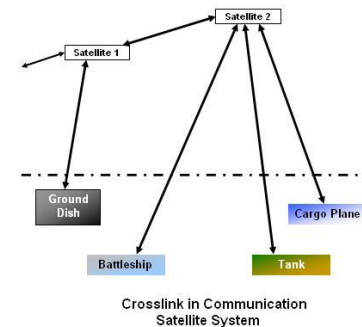 Satellite 2
Satellite 1
Ground
Dish
Cargo Plane
Battleship
Tank
Crosslink in Communication
Satellite System